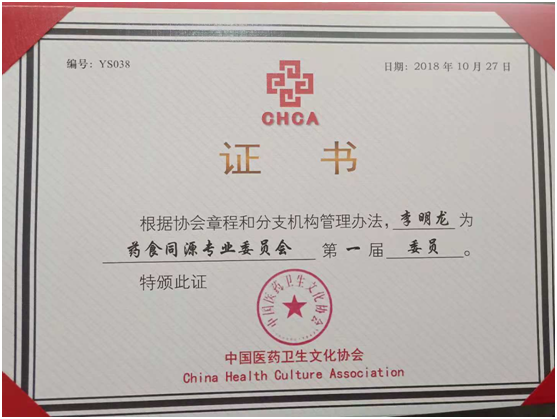 编号：YS038
日期：2018 年 10 月 27 日
CHCA
证 书
根据协会章程和分支机构管理办法，李明龙 为
药食同源专业委员会 第 一 届 委员 。
特颁此证
中国医药卫生文化协会
中国医药卫生文化协会
China Health Culture Association